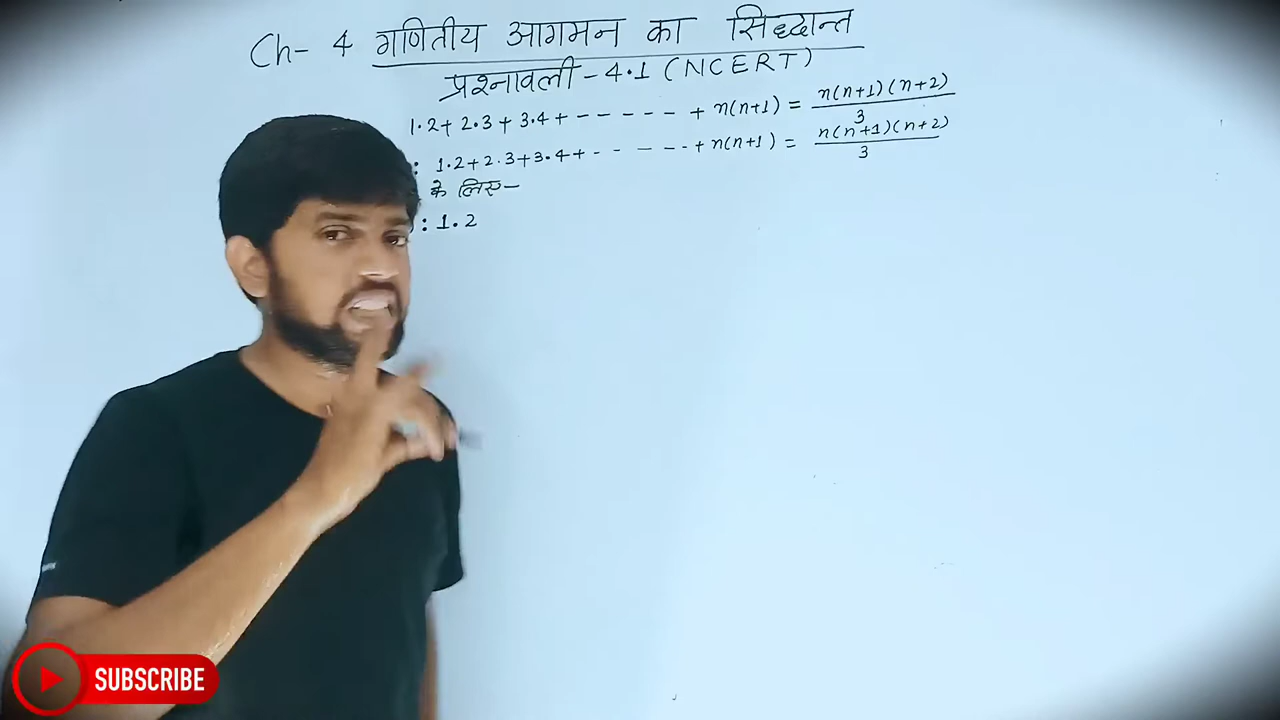 Ch- 4 गणितीय आगमन का सिद्धान्त
प्रश्नावली - 4.1 (NCERT)
1.2+ 2.3 + 3.4 + ------ + n(n+1) = n(n+1)(n+2)/3
: 1.2+2.3+3.4+------+ n(n+1) = n(n+1)(n+2)/3
के लिए-
: 1.2
SUBSCRIBE